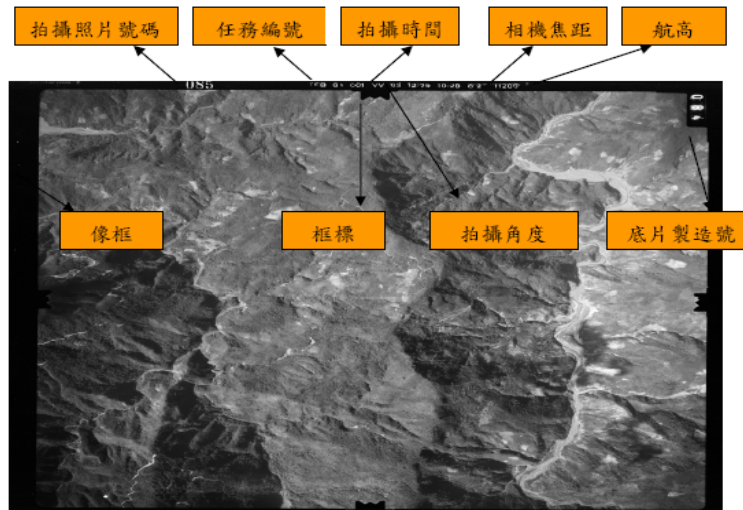 拍攝照片號碼
任務編號
拍攝時間
相機焦距
航高
085
像框
框標
拍攝角度
底片製造號